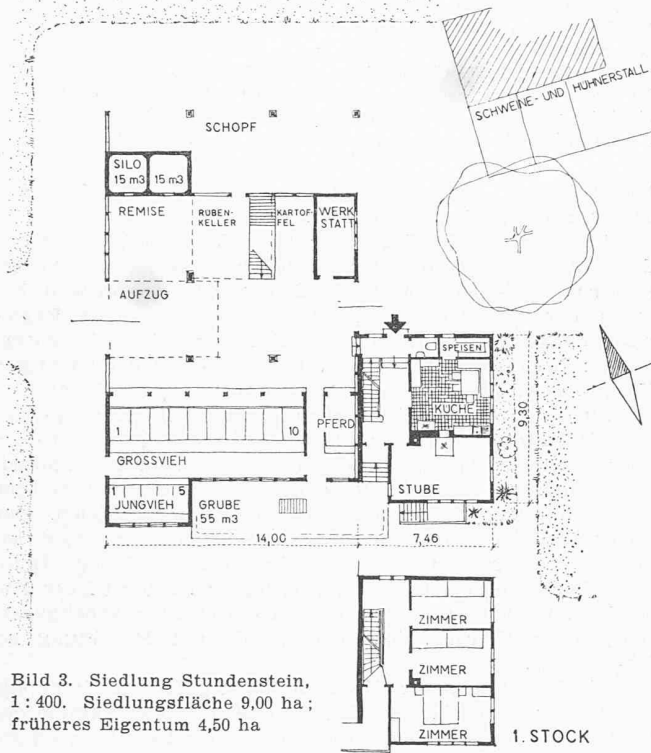 SCHWEINE- UND HÜHNERSTALL
SCHOPF
SILO
15 m3 15 m3
REMISE
RÜBEN-
KELLER
KARTOF-
FEL
WERK
STATT
AUFZUG
SPEISEN
KÜCHE
PFERD
1 10
GROSSVIEH
9,30
STUBE
1 5
JUNGVIEH
GRUBE
55 m3
14,00 7,46
ZIMMER
ZIMMER
ZIMMER
1. STOCK
Bild 3. Siedlung Stundenstein,
1 : 400. Siedlungsfläche 9,00 ha;
früheres Eigentum 4,50 ha